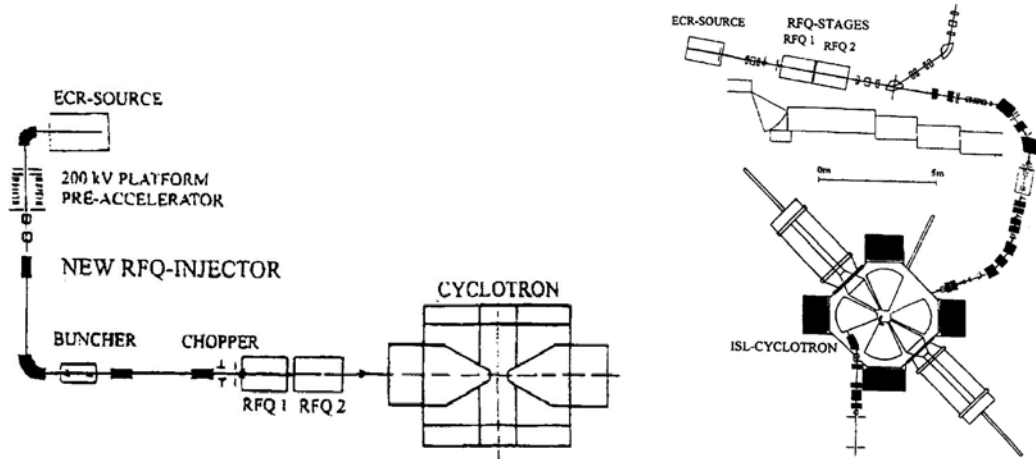 ECR-SOURCE
200 kV PLATFORM
PRE-ACCELERATOR
NEW RFQ-INJECTOR
BUNCHER
CHOPPER
RFQ 1
RFQ 2
CYCLOTRON
ECR-SOURCE
RFQ-STAGES
RFQ 1
RFQ 2
0m
5m
ISL-CYCLOTRON